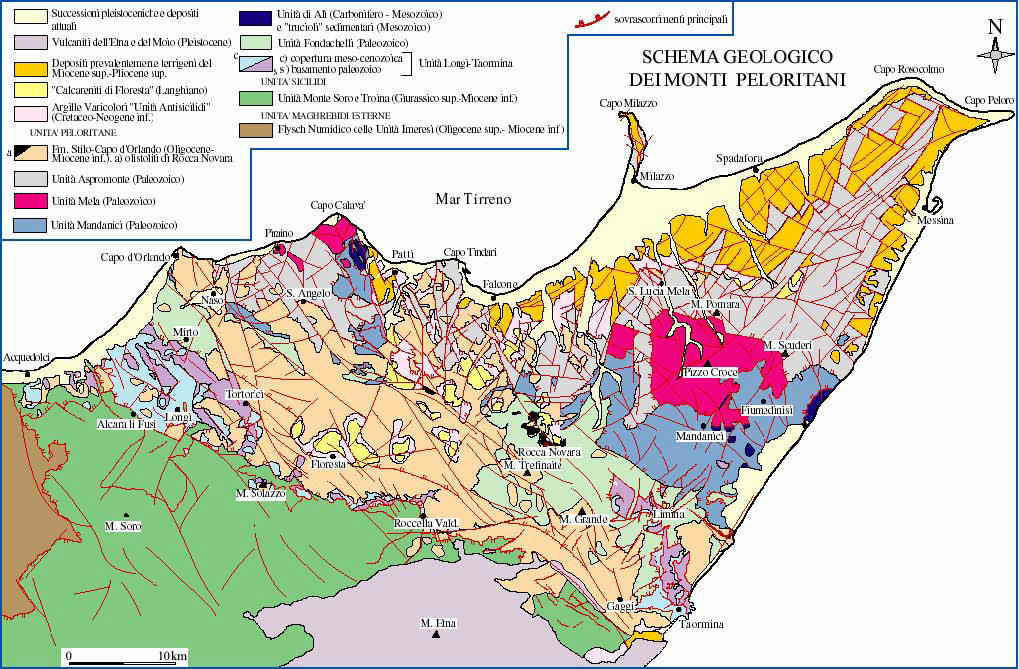 Successioni pleistoceniche e depositi
attuali
Vulcaniti dell'Etna e del Moio (Pleistocene)
Depositi prevalentemente terrigeni del
Miocene sup.-Pliocene sup.
"Calcareniti di Floresta" (Langhiano)
Argille Varicolori "Unità Antisicilidi"
(Cretaceo-Neogene inf.)
UNITA' PELORITANE
a
Fm. Stilo-Capo d'Orlando (Oligocene-
Miocene inf.). a) olistoliti di Rocca Novara
Unità Aspromonte (Paleozoico)
Unità Mela (Paleozoico)
Unità Mandanici (Paleozoico)
Unità di Alì (Carbonifero - Mesozoico)
e "trucioli" sedimentari (Mesozoico)
Unità Fondachelli (Paleozoico)
c
c) copertura meso-cenozoica
s
s) basamento paleozoico
Unità Longi-Taormina
UNITA' SICILIDI
Unità Monte Soro e Troina (Giurassico sup.-Miocene inf.)
UNITA' MAGHREBIDI ESTERNE
Flysch Numidico celle Unità Imeresi (Oligocene sup.- Miocene inf)
sovrascorrimenti principali
N
SCHEMA GEOLOGICO
DEI MONTI PELORITANI
Capo Rosocolmo
Capo Peloro
Capo Milazzo
Spadafora
Milazzo
Messina
Mar Tirreno
Capo Calava'
Piraino
Capo d'Orlando
Patti
Capo Tindari
Falcone
Naso
S. Angelo
S. Lucia Mela
M. Pomara
Mirto
M. Scuderi
Acquedolci
Pizzo Croce
Tortorici
Fiumedinisi
Longi
Alcara li Fusi
Mandanici
Rocca Novara
Floresta
M. Trefinaite
M. Solazzo
M. Soro
Roccella Vald.
M. Grande
Limina
Gaggi
M. Etna
Taormina
0
10 km